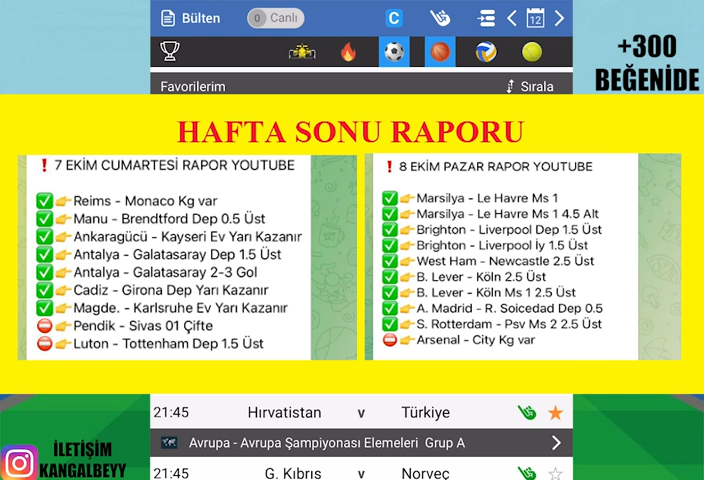 Bülten
0
Canlı
C
12
+300
BEĞENİDE
Favorilerim
Sırala
HAFTA SONU RAPORU
7 EKİM CUMARTESİ RAPOR YOUTUBE
Reims - Monaco Kg var
Manu - Brendtford Dep 0.5 Üst
Ankaragücü - Kayseri Ev Yarı Kazanır
Antalya - Galatasaray Dep 1.5 Üst
Antalya - Galatasaray 2-3 Gol
Cadiz - Girona Dep Yarı Kazanır
Magde. - Karlsruhe Ev Yarı Kazanır
Pendik - Sivas 01 Çifte
Luton - Tottenham Dep 1.5 Üst
8 EKİM PAZAR RAPOR YOUTUBE
Marsilya - Le Havre Ms 1
Marsilya - Le Havre Ms 1 4.5 Alt
Brighton - Liverpool Dep 1.5 Üst
Brighton - Liverpool İy 1.5 Üst
West Ham - Newcastle 2.5 Üst
B. Lever - Köln 2.5 Üst
B. Lever - Köln Ms 1 2.5 Üst
A. Madrid - R. Soicedad Dep 0.5
S. Rotterdam - Psv Ms 2 2.5 Üst
Arsenal - City Kg var
21:45 Hırvatistan v Türkiye
Avrupa - Avrupa Şampiyonası Elemeleri Grup A
21:45 G. Kıbrıs v Norveç
İLETİŞİM
KANGALBEYY